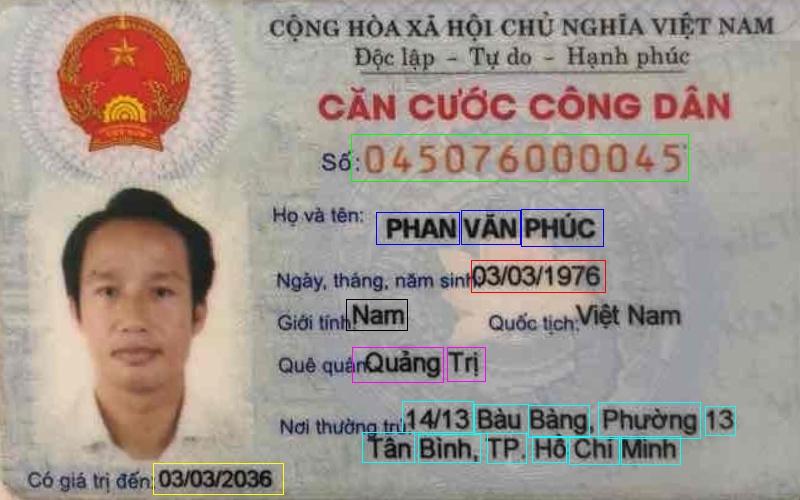 CỘNG HÒA XÃ HỘI CHỦ NGHĨA VIỆT NAM
Độc lập - Tự do - Hạnh phúc
CĂN CƯỚC CÔNG DÂN
Số: 045076000045
Họ và tên: PHAN VĂN PHÚC
Ngày, tháng, năm sinh: 03/03/1976
Giới tính: Nam Quốc tịch: Việt Nam
Quê quán: Quảng Trị
Nơi thường trú: 14/13 Bàu Bàng, Phường 13
Tân Bình, TP. Hồ Chí Minh
Có giá trị đến: 03/03/2036